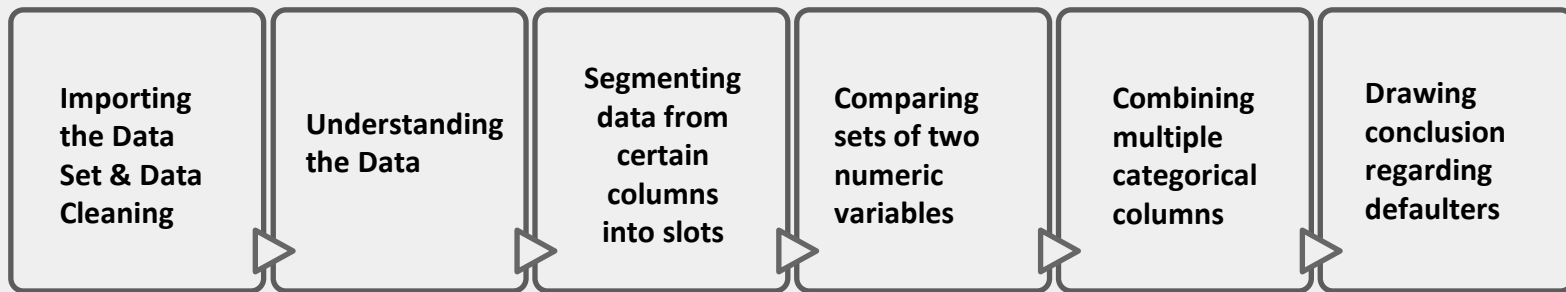 Importing
the Data
Set & Data
Cleaning
Understanding
the Data
Segmenting
data from
certain
columns
into slots
Comparing
sets of two
numeric
variables
Combining
multiple
categorical
columns
Drawing
conclusion
regarding
defaulters